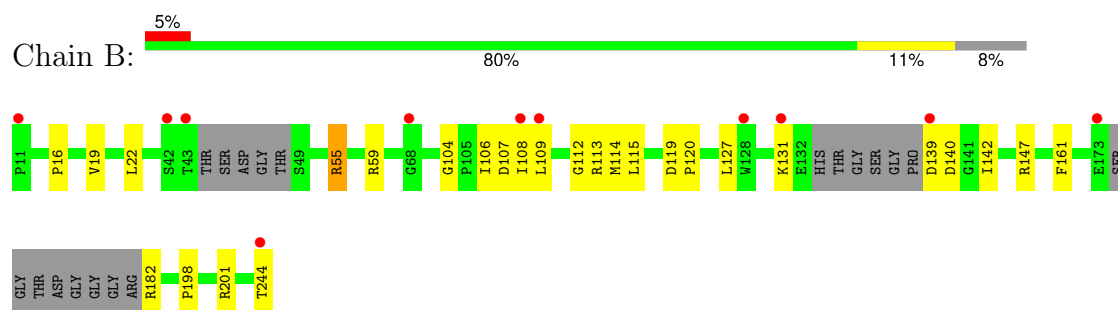 5%
Chain B:
80% 11% 8%
P11 P16 V19 L22 S42 T43 THR SER ASP GLY THR S49 R55 R59 G68 G104 P105 I106 D107 I108 L109 G112 R113 M114 L115 D119 P120 L127 W128 K131 E132 HIS THR GLY SER GLY PRO D139 D140 G141 I142 R147 F161 E173 SER
GLY THR ASP GLY GLY GLY ARG R182 P198 R201 T244